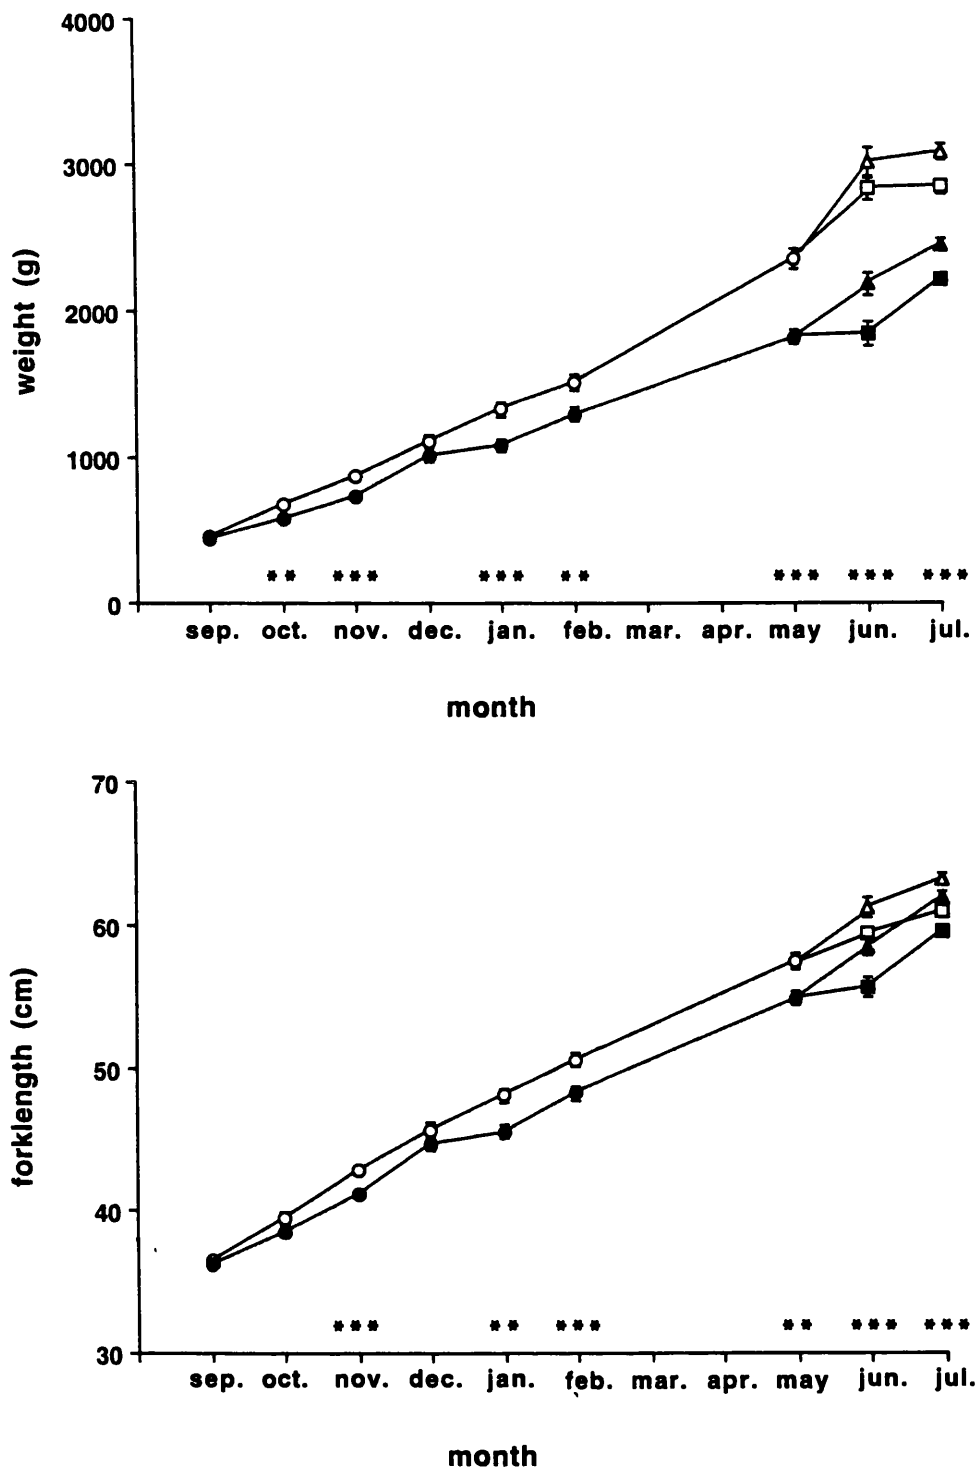 4000
3000
2000
1000
0
weight (g)
** *** *** ** *** *** ***
sep. oct. nov. dec. jan. feb. mar. apr. may jun. jul.
month
70
60
50
40
30
forklength (cm)
*** ** *** ** *** ***
sep. oct. nov. dec. jan. feb. mar. apr. may jun. jul.
month